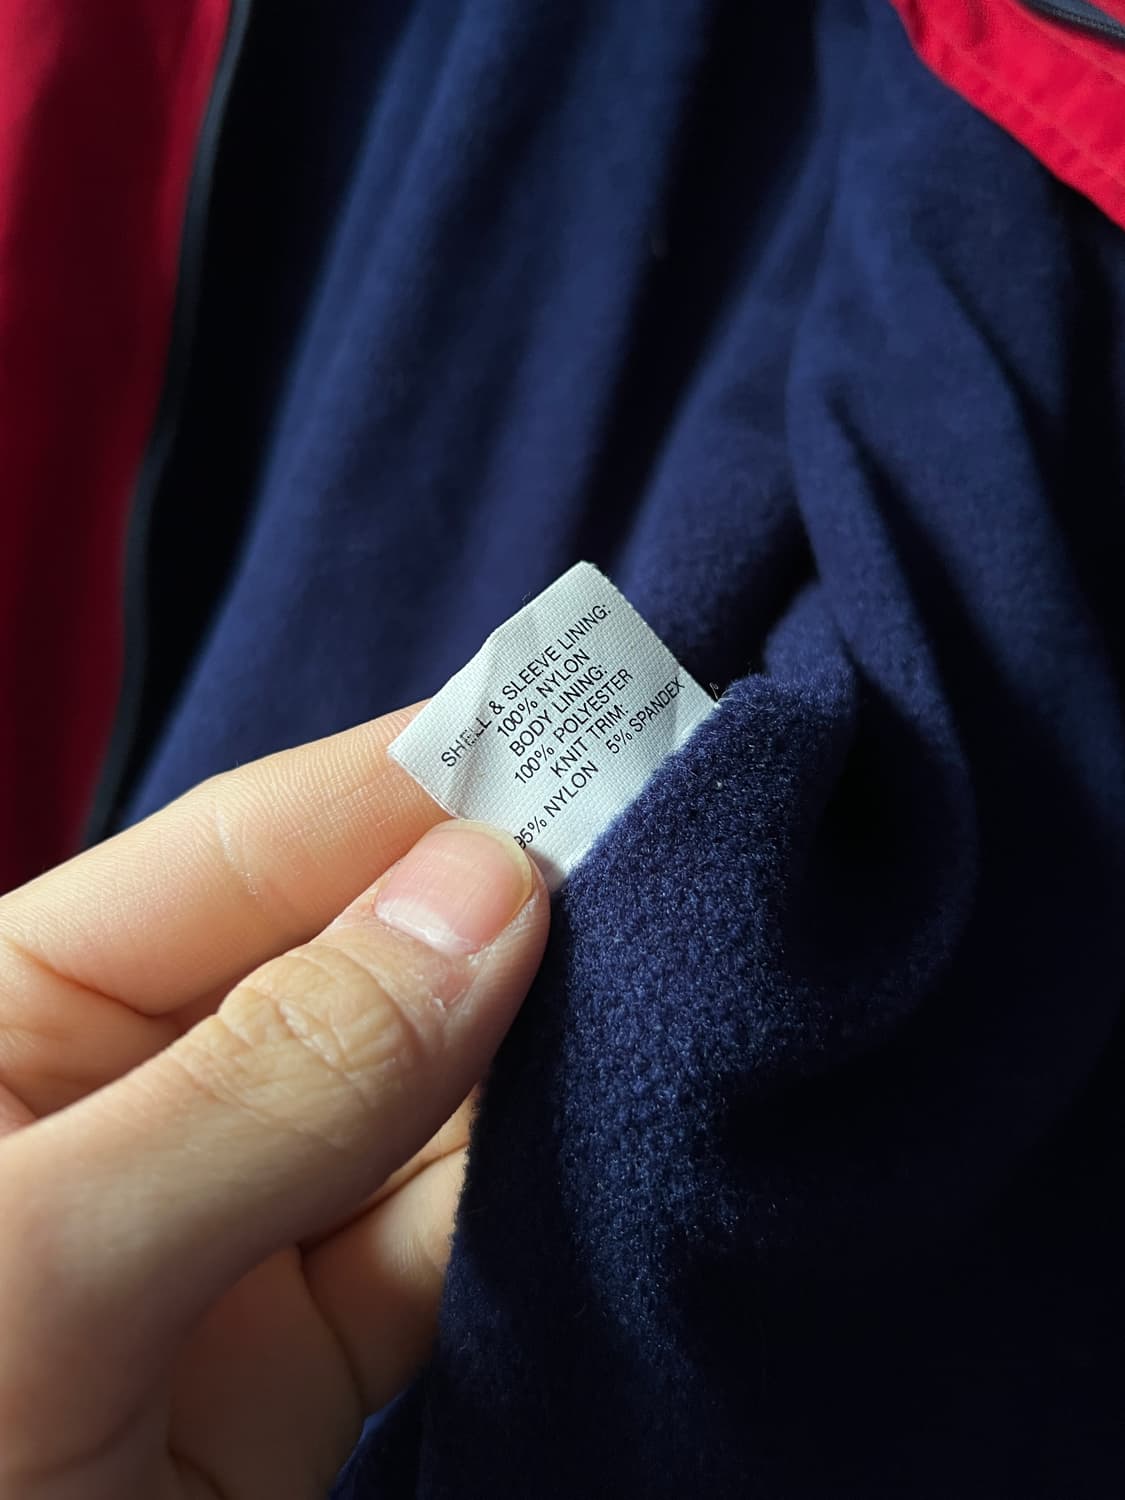 SHELL & SLEEVE LINING:
100% NYLON
BODY LINING:
100% POLYESTER
KNIT TRIM:
95% NYLON 5% SPANDEX